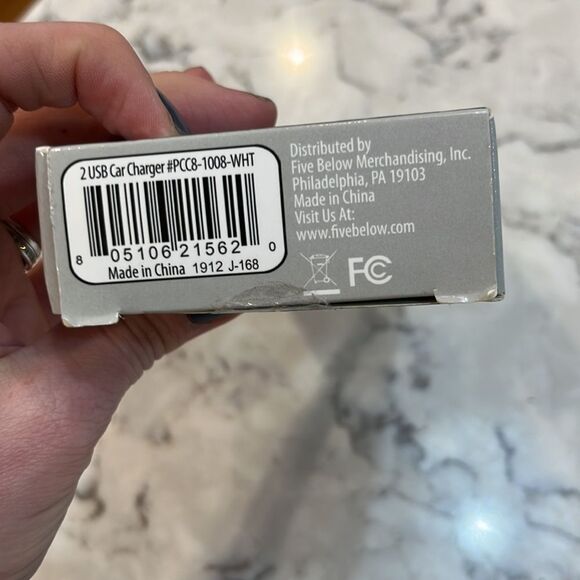 2 USB Car Charger #PCC8-1008-WHT
8 05106 21562 0
Made in China 1912 J-168
Distributed by
Five Below Merchandising, Inc.
Philadelphia, PA 19103
Made in China
Visit Us At:
www.fivebelow.com
FC